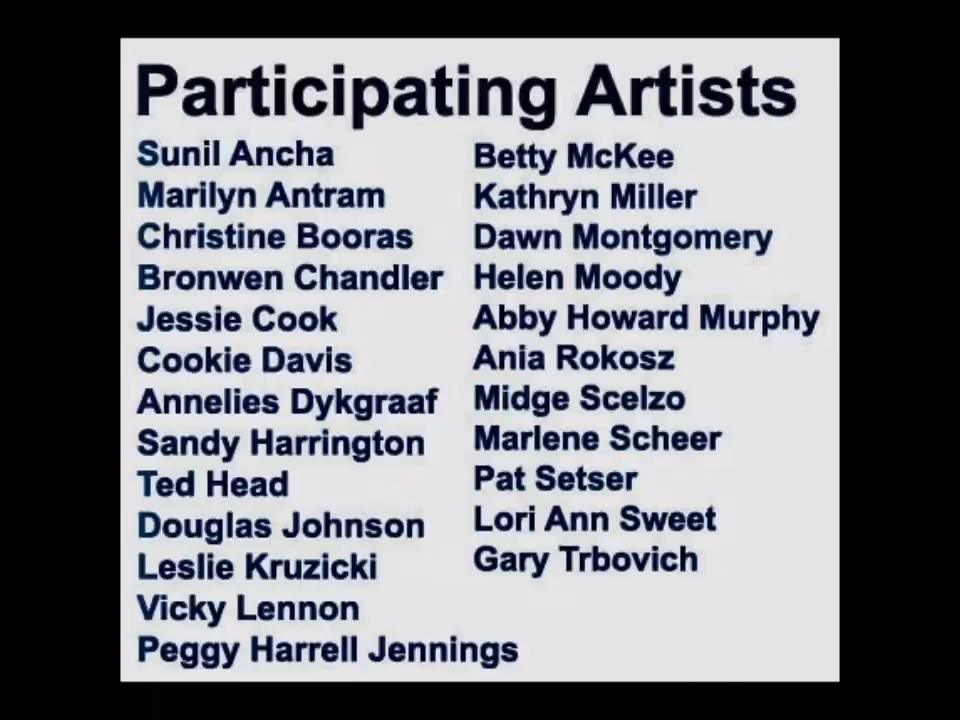 Participating Artists
Sunil Ancha
Marilyn Antram
Christine Booras
Bronwen Chandler
Jessie Cook
Cookie Davis
Annelies Dykgraaf
Sandy Harrington
Ted Head
Douglas Johnson
Leslie Kruzicki
Vicky Lennon
Peggy Harrell Jennings
Betty McKee
Kathryn Miller
Dawn Montgomery
Helen Moody
Abby Howard Murphy
Ania Rokosz
Midge Scelzo
Marlene Scheer
Pat Setser
Lori Ann Sweet
Gary Trbovich